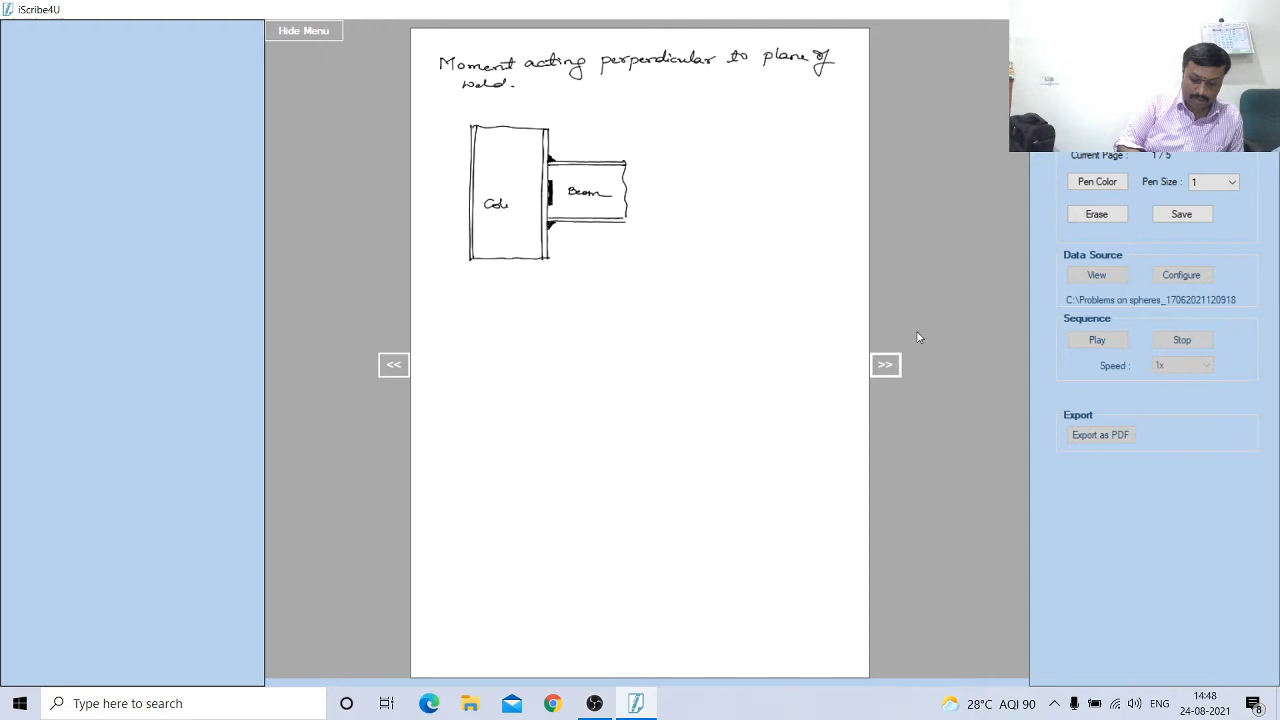 iScribe4U
Hide Menu
Moment acting perpendicular to plane of
weld.
Beam
<<
>>
Current Page : 1 / 5
Pen Color Pen Size : 1
Erase Save
Data Source
View Configure
C:\Problems on spheres_17062021120918
Sequence
Play Stop
Speed : 1x
Export
Export as PDF
Type here to search
28°C AQI 90 ENG 14:48
24-08-2021
8